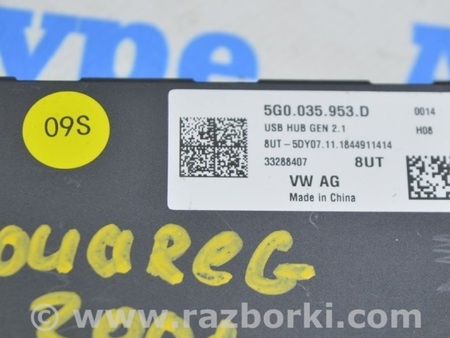 09S
5G0.035.953.D 0014
USB HUB GEN 2.1 H08
8UT-5DY07.11.1844911414
33288407 8UT
VW AG
Made in China
ouareG
www.razborki.com